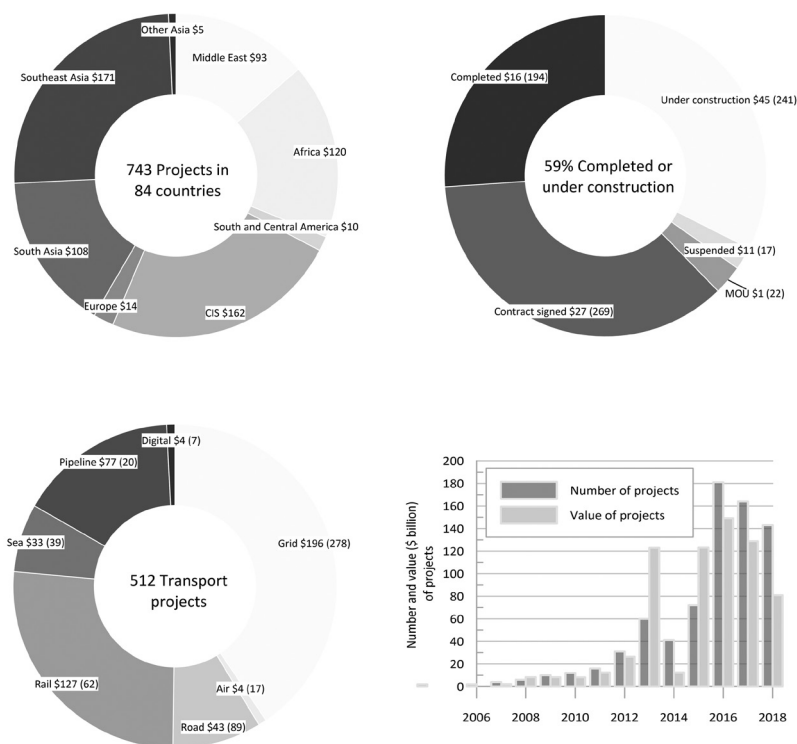 Other Asia $5
Middle East $93
Southeast Asia $171
Africa $120
743 Projects in
84 countries
South and Central America $10
South Asia $108
Europe $14
CIS $162
Completed $16 (194)
Under construction $45 (241)
59% Completed or
under construction
Suspended $11 (17)
MOU $1 (22)
Contract signed $27 (269)
Digital $4 (7)
Pipeline $77 (20)
Sea $33 (39)
Grid $196 (278)
512 Transport
projects
Rail $127 (62)
Air $4 (17)
Road $43 (89)
Number and value ($ billion)
of projects
200
180
160
140
120
100
80
60
40
20
0
Number of projects
Value of projects
2006 2008 2010 2012 2014 2016 2018